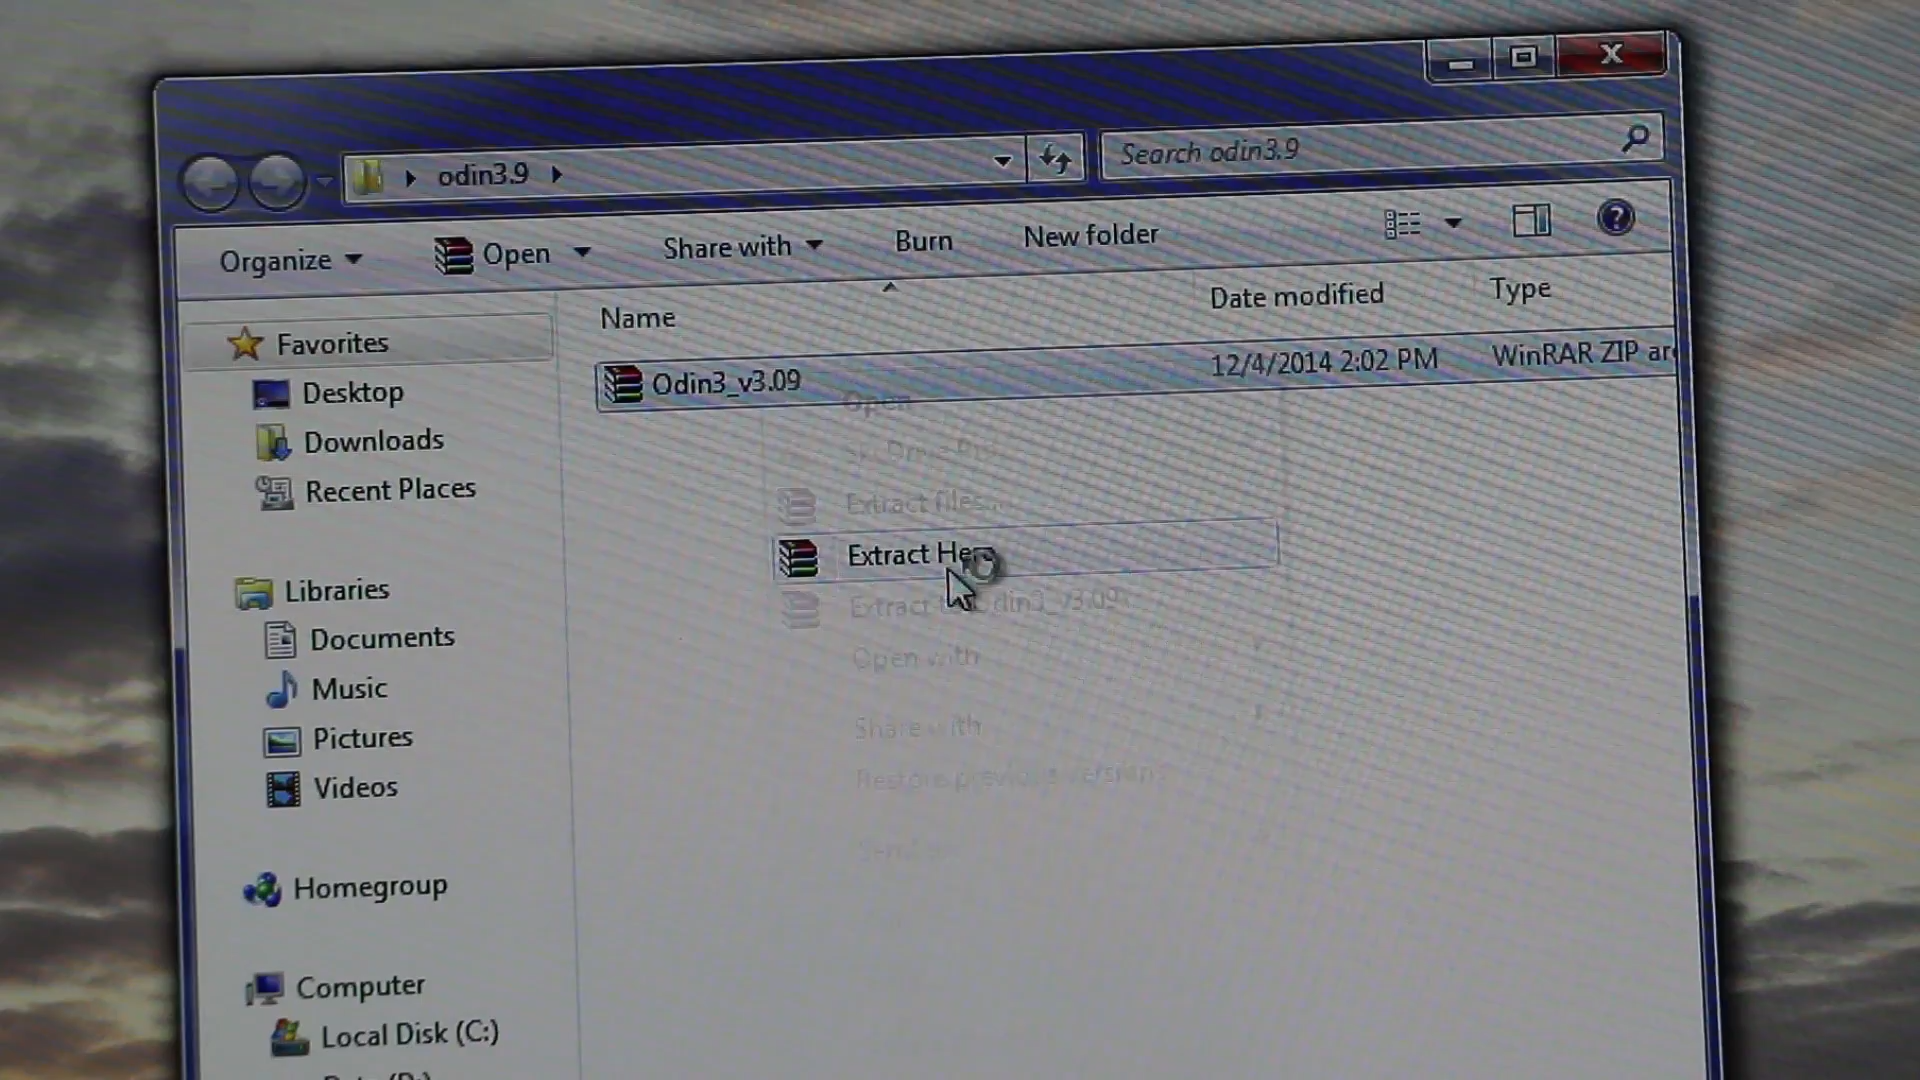 odin3.9
Search odin3.9
Organize
Open
Share with
Burn
New folder
Name
Date modified
Type
Favorites
Odin3_v3.09
12/4/2014 2:02 PM
WinRAR ZIP ar
Desktop
Open
Downloads
Recent Places
Extract files...
Extract Here
Extract to Odin3_v3.09\
Libraries
Documents
Open with
Music
Share with
Pictures
Restore previous versions
Videos
Homegroup
Computer
Local Disk (C:)